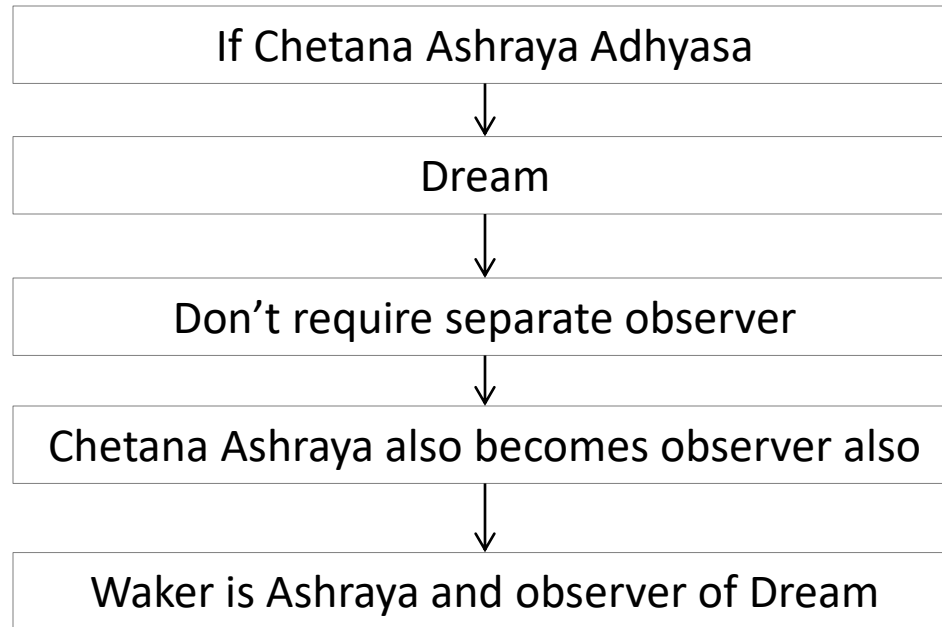 If Chetana Ashraya Adhyasa
Dream
Don’t require separate observer
Chetana Ashraya also becomes observer also
Waker is Ashraya and observer of Dream